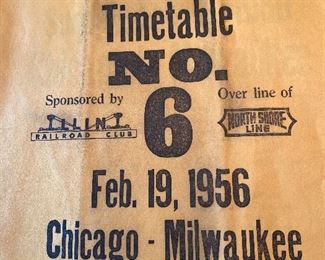 Timetable
NO.
Sponsored by 6 Over line of
ILLINI
RAILROAD CLUB
NORTH SHORE
LINE
Feb. 19, 1956
Chicago - Milwaukee